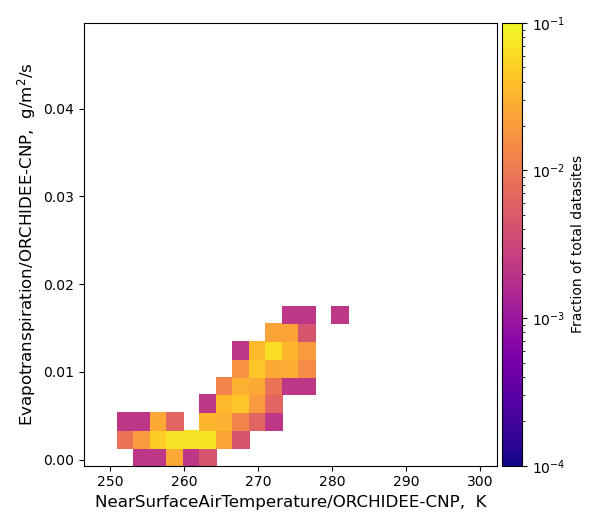 Evapotranspiration/ORCHIDEE-CNP, g/m²/s
0.04
0.03
0.02
0.01
0.00
250 260 270 280 290 300
NearSurfaceAirTemperature/ORCHIDEE-CNP, K
10⁻¹
10⁻²
10⁻³
10⁻⁴
Fraction of total datasites